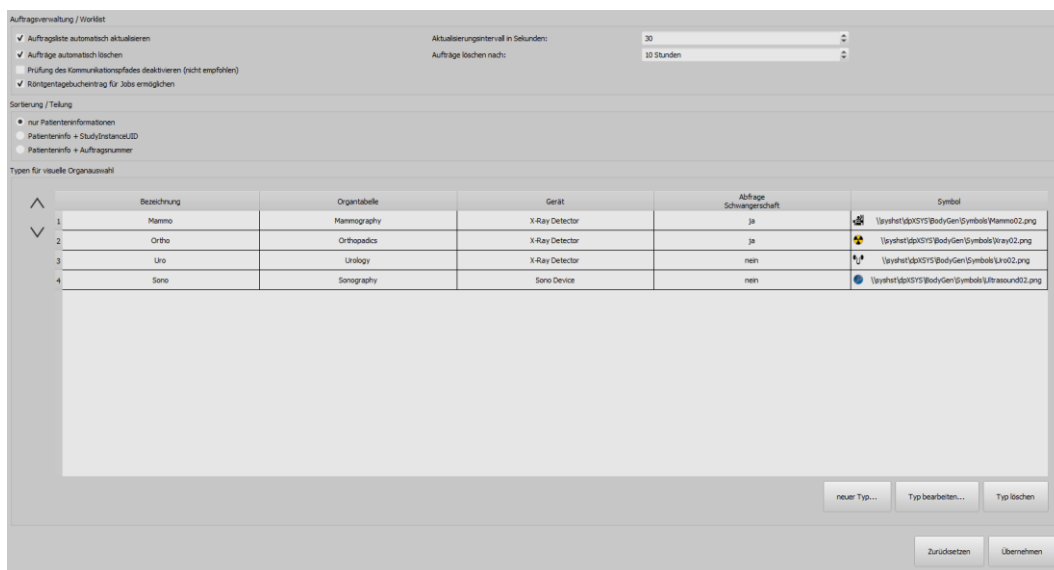 Auftragsverwaltung / Worklist
Auftragsliste automatisch aktualisieren Aktualisierungsintervall in Sekunden: 30
Aufträge automatisch löschen Aufträge löschen nach: 10 Stunden
Prüfung des Kommunikationspfades deaktivieren (nicht empfohlen)
Röntgentagebucheintrag für Jobs ermöglichen
Sortierung / Teilung
nur Patienteninformationen
Patienteninfo + StudyInstanceUID
Patienteninfo + Auftragsnummer
Typen für visuelle Organauswahl
Bezeichnung Organtabelle Gerät Abfrage Schwangerschaft Symbol
1 Mammo Mammography X-Ray Detector ja \\syshst\dpXSYS\BodyGen\Symbols\Mammo02.png
2 Ortho Orthopadics X-Ray Detector ja \\syshst\dpXSYS\BodyGen\Symbols\Xray02.png
3 Uro Urology X-Ray Detector nein \\syshst\dpXSYS\BodyGen\Symbols\Uro02.png
4 Sono Sonography Sono Device nein \\syshst\dpXSYS\BodyGen\Symbols\Ultrasound02.png
neuer Typ... Typ bearbeiten... Typ löschen
Zurücksetzen Übernehmen